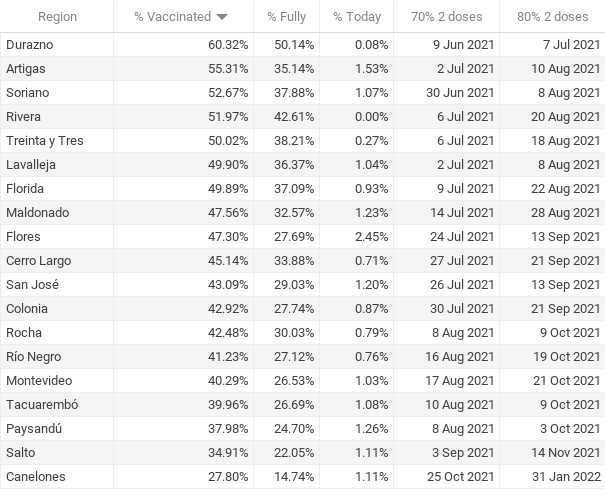 Region % Vaccinated % Fully % Today 70% 2 doses 80% 2 doses
Durazno 60.32% 50.14% 0.08% 9 Jun 2021 7 Jul 2021
Artigas 55.31% 35.14% 1.53% 2 Jul 2021 10 Aug 2021
Soriano 52.67% 37.88% 1.07% 30 Jun 2021 8 Aug 2021
Rivera 51.97% 42.61% 0.00% 6 Jul 2021 20 Aug 2021
Treinta y Tres 50.02% 38.21% 0.27% 6 Jul 2021 18 Aug 2021
Lavalleja 49.90% 36.37% 1.04% 2 Jul 2021 8 Aug 2021
Florida 49.89% 37.09% 0.93% 9 Jul 2021 22 Aug 2021
Maldonado 47.56% 32.57% 1.23% 14 Jul 2021 28 Aug 2021
Flores 47.30% 27.69% 2.45% 24 Jul 2021 13 Sep 2021
Cerro Largo 45.14% 33.88% 0.71% 27 Jul 2021 21 Sep 2021
San José 43.09% 29.03% 1.20% 26 Jul 2021 13 Sep 2021
Colonia 42.92% 27.74% 0.87% 30 Jul 2021 21 Sep 2021
Rocha 42.48% 30.03% 0.79% 8 Aug 2021 9 Oct 2021
Río Negro 41.23% 27.12% 0.76% 16 Aug 2021 19 Oct 2021
Montevideo 40.29% 26.53% 1.03% 17 Aug 2021 21 Oct 2021
Tacuarembó 39.96% 26.69% 1.08% 10 Aug 2021 9 Oct 2021
Paysandú 37.98% 24.70% 1.26% 8 Aug 2021 3 Oct 2021
Salto 34.91% 22.05% 1.11% 3 Sep 2021 14 Nov 2021
Canelones 27.80% 14.74% 1.11% 25 Oct 2021 31 Jan 2022